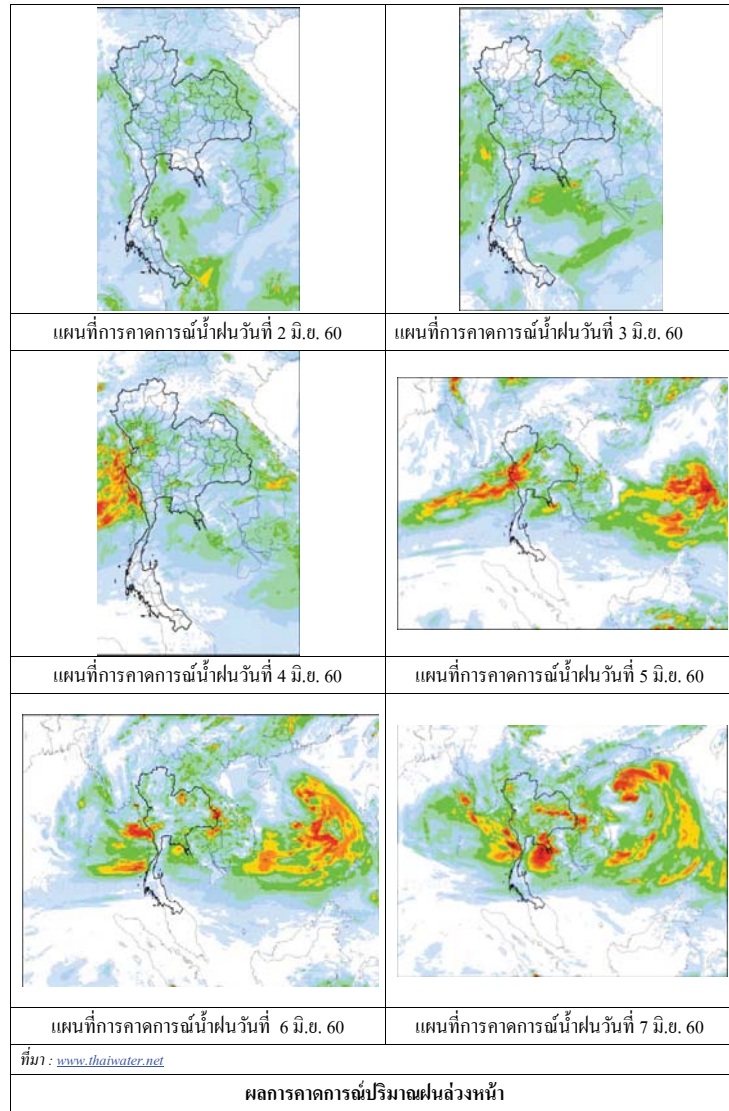 แผนที่การคาดการณ์น้ำฝนวันที่ 2 มิ.ย. 60
แผนที่การคาดการณ์น้ำฝนวันที่ 3 มิ.ย. 60
แผนที่การคาดการณ์น้ำฝนวันที่ 4 มิ.ย. 60
แผนที่การคาดการณ์น้ำฝนวันที่ 5 มิ.ย. 60
แผนที่การคาดการณ์น้ำฝนวันที่ 6 มิ.ย. 60
แผนที่การคาดการณ์น้ำฝนวันที่ 7 มิ.ย. 60
ที่มา : www.thaiwater.net
ผลการคาดการณ์ปริมาณฝนล่วงหน้า